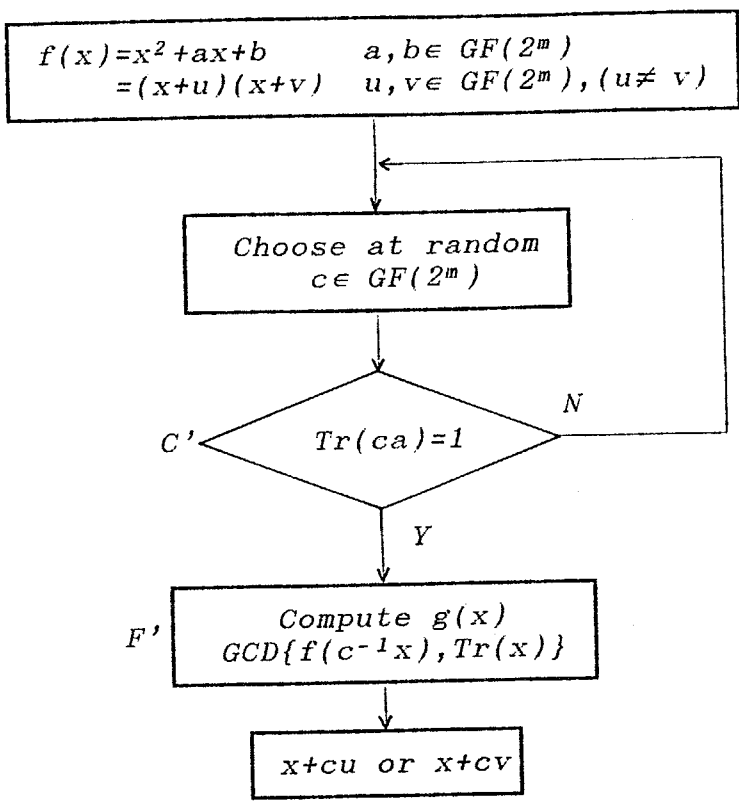 f(x)=x²+ax+b a,b∈ GF(2ᵐ)
=(x+u)(x+v) u,v∈ GF(2ᵐ),(u≠ v)
Choose at random
c∈ GF(2ᵐ)
N
C' Tr(ca)=1
Y
Compute g(x)
F' GCD{f(c⁻¹x),Tr(x)}
x+cu or x+cv